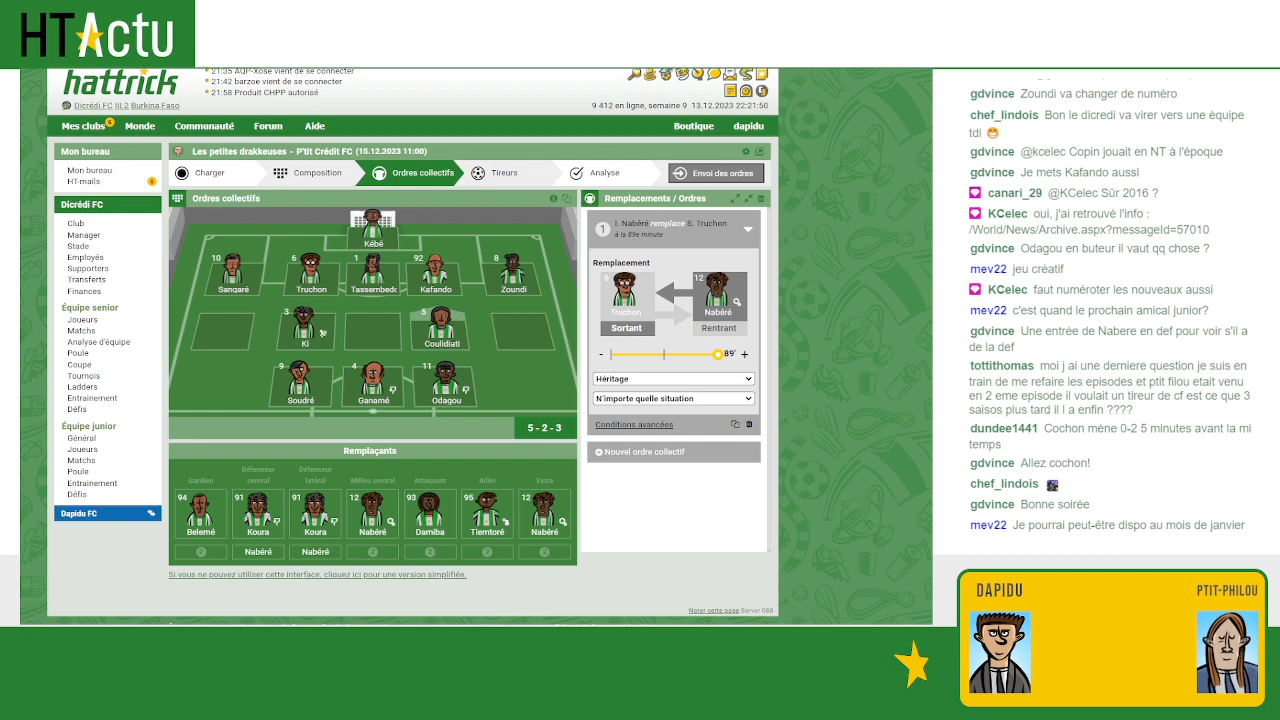 HT Actu
hattrick
21:35 AQP-Xose vient de se connecter
21:42 barzoe vient de se connecter
21:58 Produit CHPP autorisé
Dicrédi FC III.2 Burkina Faso
9 412 en ligne, semaine 9 13.12.2023 22:21:50
Mes clubs 6 Monde Communauté Forum Aide Boutique dapidu
Mon bureau
Mon bureau
HT-mails 6
Dicrédi FC
Club
Manager
Stade
Employés
Supporters
Transferts
Finances
Équipe senior
Joueurs
Matchs
Analyse d'équipe
Poule
Coupe
Tournois
Ladders
Entrainement
Défis
Équipe junior
Général
Joueurs
Matchs
Poule
Entrainement
Défis
Dapidu FC
Les petites drakkeuses - P'tit Crédit FC (15.12.2023 11:00)
Charger Composition Ordres collectifs Tireurs Analyse Envoi des ordres
Ordres collectifs
Kébé
10 6 1 92 8
Sangaré Truchon Tassembedo Kafando Zoundi
3 5
Ki Coulidiati
9 4 11
Soudré Ganamé Odagou
5 - 2 - 3
Remplaçants
Gardien Défenseur central Défenseur latéral Milieu central Attaquant Ailier Extra
94 91 91 12 93 95 12
Belemé Koura Koura Nabéré Damiba Tiemtoré Nabéré
2 Nabéré Nabéré 2 2 2 2
Si vous ne pouvez utiliser cette interface, cliquez ici pour une version simplifiée.
Remplacements / Ordres
1 I. Nabéré remplace S. Truchon
à la 89e minute
Remplacement
6 12
Truchon Nabéré
Sortant Rentrant
- 89' +
Héritage
N'importe quelle situation
Conditions avancées
Nouvel ordre collectif
Noter cette page Server 088
gdvince Zoundi va changer de numéro
chef_lindois Bon le dicredi va virer vers une équipe
tdl
gdvince @kcelec Copin jouait en NT à l'époque
gdvince Je mets Kafando aussi
canari_29 @KCelec Sûr 2016 ?
KCelec oui, j'ai retrouvé l'info :
/World/News/Archive.aspx?messageId=57010
gdvince Odagou en buteur il vaut qq chose ?
mev22 jeu créatif
KCelec faut numéroter les nouveaux aussi
mev22 c'est quand le prochain amical junior?
gdvince Une entrée de Nabere en def pour voir s'il a
de la def
tottithomas moi j ai une derniere question je suis en
train de me refaire les episodes et ptif filou etait venu
en 2 eme episode il voulait un tireur de cf est ce que 3
saisos plus tard il l a enfin ????
dundee1441 Cochon mène 0-2 5 minutes avant la mi
temps
gdvince Allez cochon!
chef_lindois
gdvince Bonne soirée
mev22 Je pourrai peut-être dispo au mois de janvier
DAPIDU PTIT-PHILOU